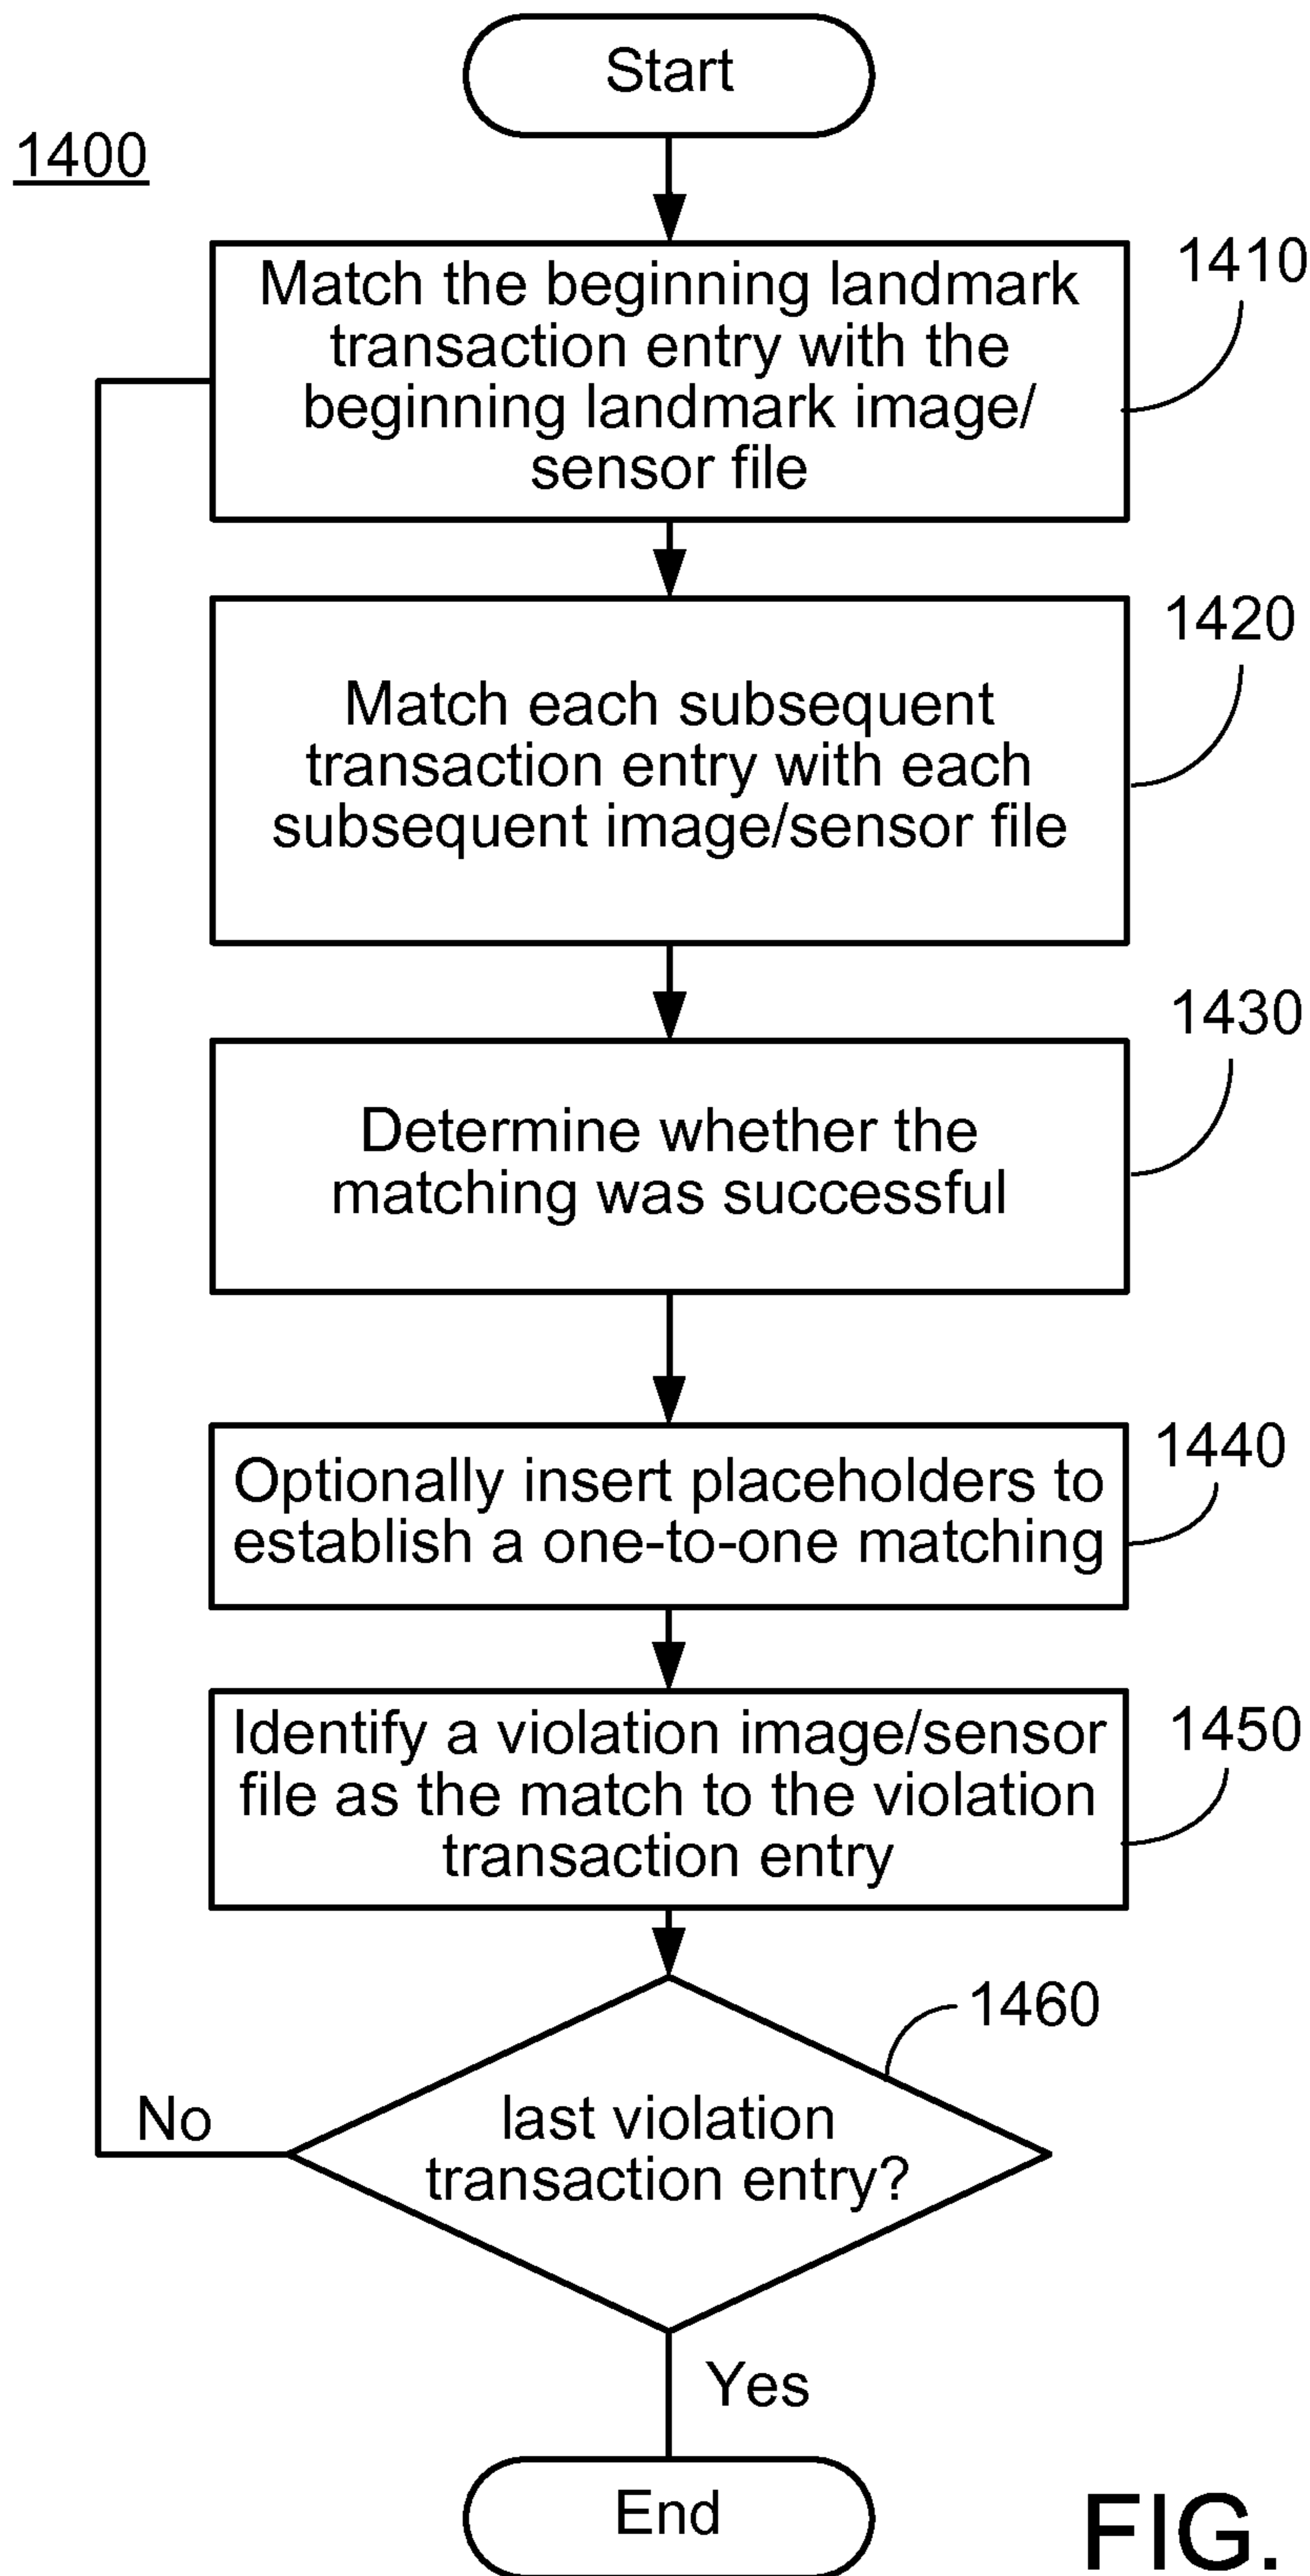 Start
1400
1410
Match the beginning landmark
transaction entry with the
beginning landmark image/
sensor file
1420
Match each subsequent
transaction entry with each
subsequent image/sensor file
1430
Determine whether the
matching was successful
1440
Optionally insert placeholders to
establish a one-to-one matching
1450
Identify a violation image/sensor
file as the match to the violation
transaction entry
1460
last violation
transaction entry?
No
Yes
End
FIG.